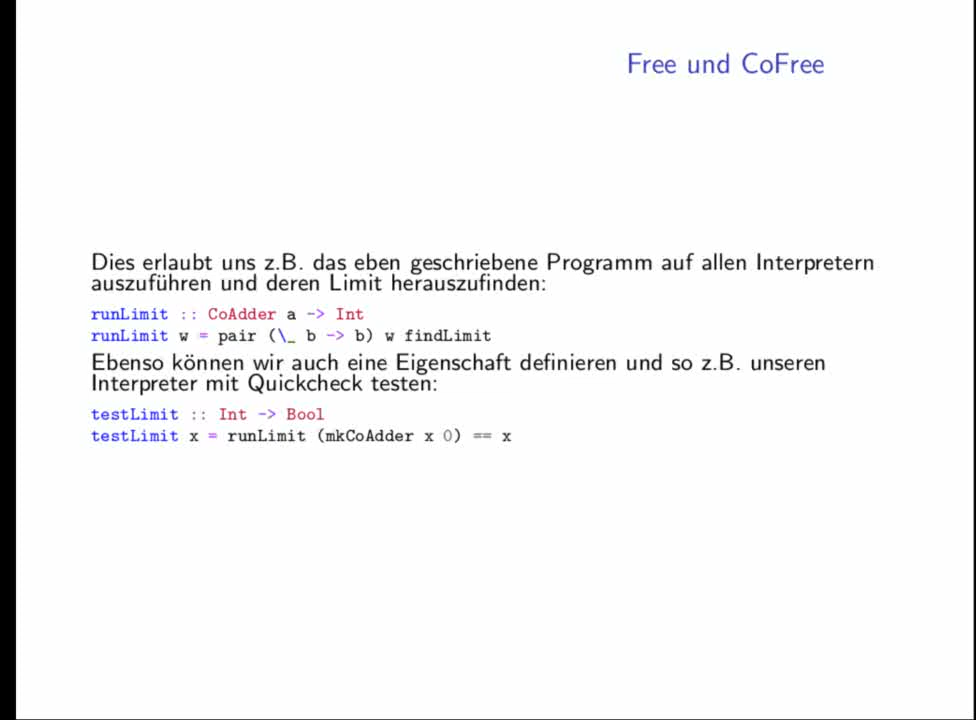 Free und CoFree
Dies erlaubt uns z.B. das eben geschriebene Programm auf allen Interpretern
auszuführen und deren Limit herauszufinden:
runLimit :: CoAdder a -> Int
runLimit w = pair (\_ b -> b) w findLimit
Ebenso können wir auch eine Eigenschaft definieren und so z.B. unseren
Interpreter mit Quickcheck testen:
testLimit :: Int -> Bool
testLimit x = runLimit (mkCoAdder x 0) == x